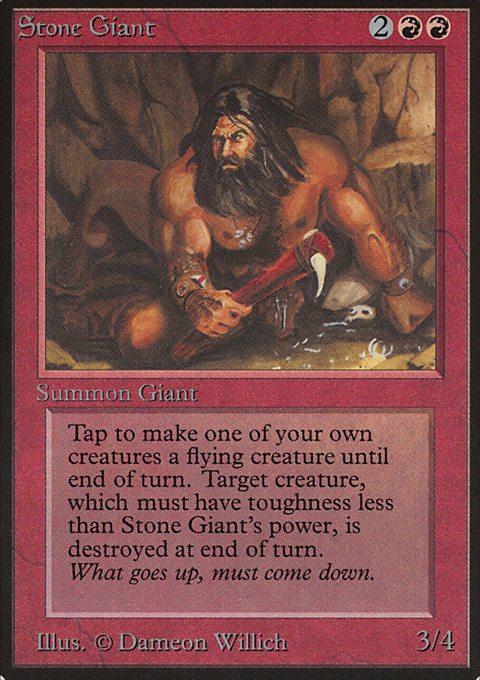 Stone Giant 2
Summon Giant
Tap to make one of your own
creatures a flying creature until
end of turn. Target creature,
which must have toughness less
than Stone Giant's power, is
destroyed at end of turn.
What goes up, must come down.
Illus. © Dameon Willich 3/4